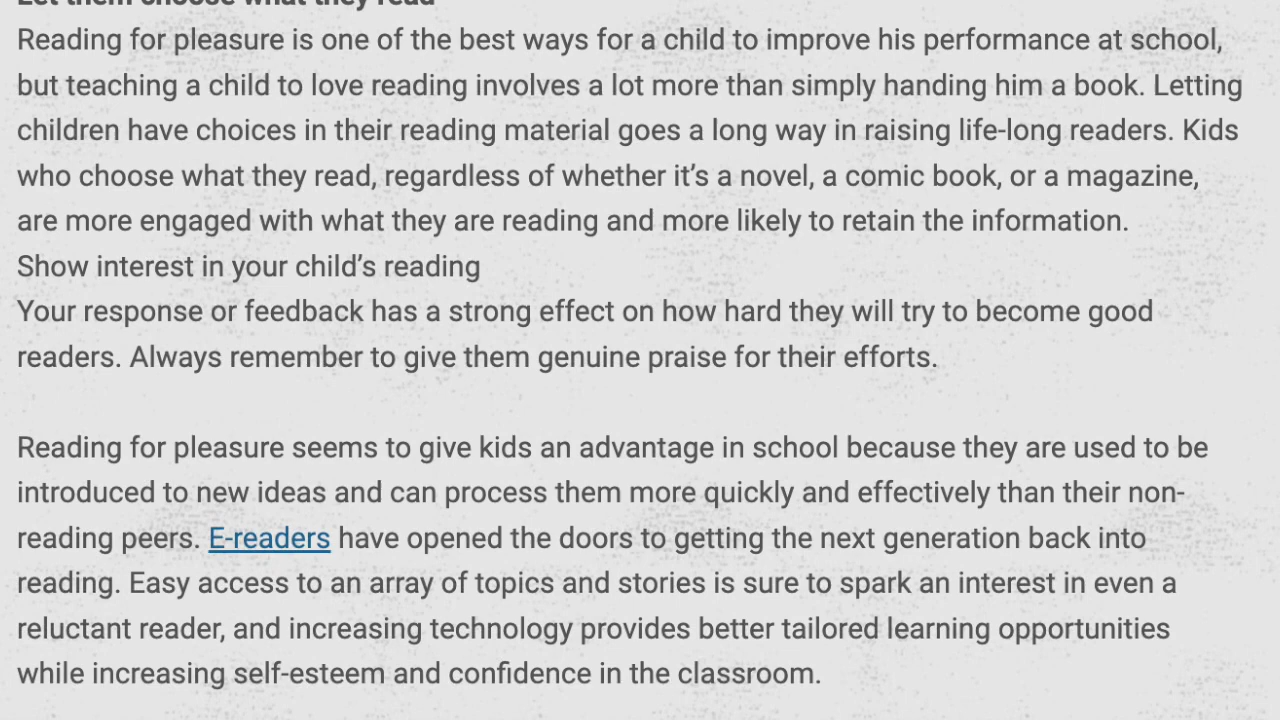 Let them choose what they read
Reading for pleasure is one of the best ways for a child to improve his performance at school,
but teaching a child to love reading involves a lot more than simply handing him a book. Letting
children have choices in their reading material goes a long way in raising life-long readers. Kids
who choose what they read, regardless of whether it’s a novel, a comic book, or a magazine,
are more engaged with what they are reading and more likely to retain the information.
Show interest in your child’s reading
Your response or feedback has a strong effect on how hard they will try to become good
readers. Always remember to give them genuine praise for their efforts.
Reading for pleasure seems to give kids an advantage in school because they are used to be
introduced to new ideas and can process them more quickly and effectively than their non-
reading peers. E-readers have opened the doors to getting the next generation back into
reading. Easy access to an array of topics and stories is sure to spark an interest in even a
reluctant reader, and increasing technology provides better tailored learning opportunities
while increasing self-esteem and confidence in the classroom.